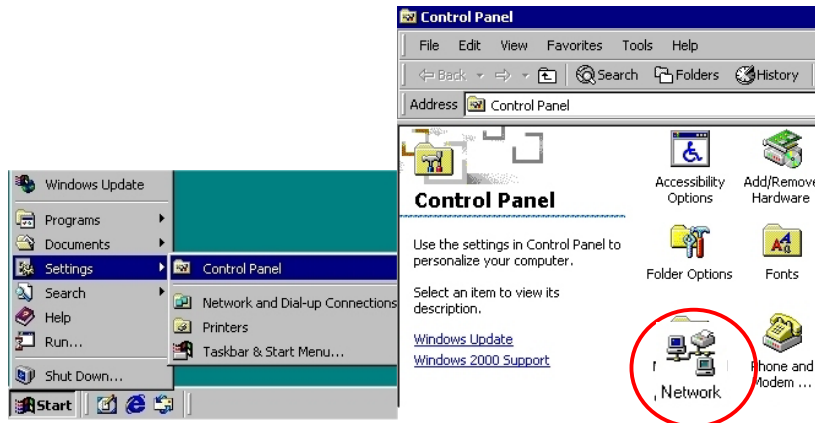 Windows Update
Programs
Documents
Settings
Search
Help
Run...
Shut Down...
Start
Control Panel
Network and Dial-up Connections
Printers
Taskbar & Start Menu...
Control Panel
File Edit View Favorites Tools Help
Back Search Folders History
Address Control Panel
Control Panel
Use the settings in Control Panel to
personalize your computer.
Select an item to view its
description.
Windows Update
Windows 2000 Support
Accessibility
Options
Add/Remove
Hardware
Folder Options
Fonts
Network
Phone and
Modem ...